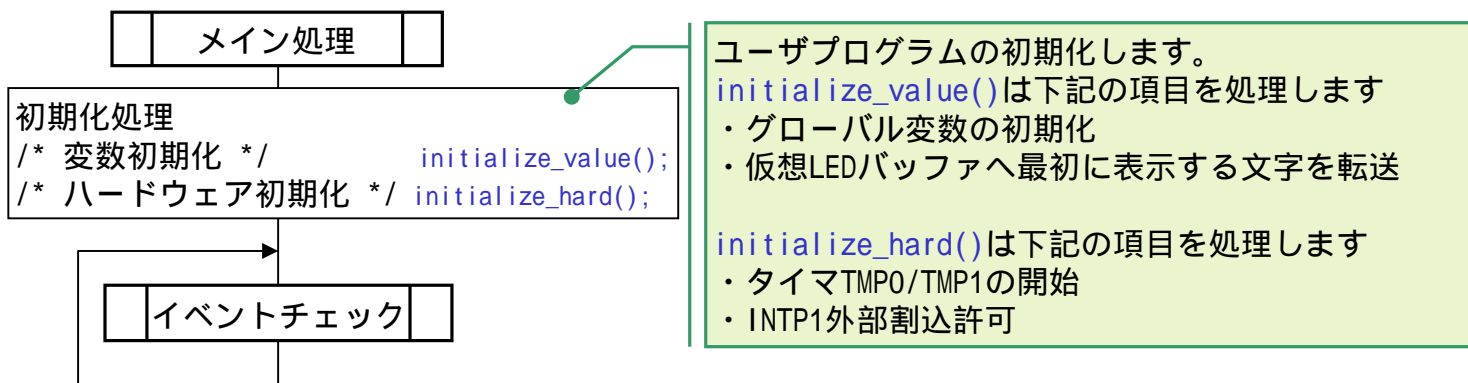 メイン処理
初期化処理
/* 変数初期化 */ initialize_value();
/* ハードウェア初期化 */ initialize_hard();
イベントチェック
ユーザプログラムの初期化します。
initialize_value()は下記の項目を処理します
・グローバル変数の初期化
・仮想LEDバッファへ最初に表示する文字を転送
initialize_hard()は下記の項目を処理します
・タイマTMP0/TMP1の開始
・INTP1外部割込許可